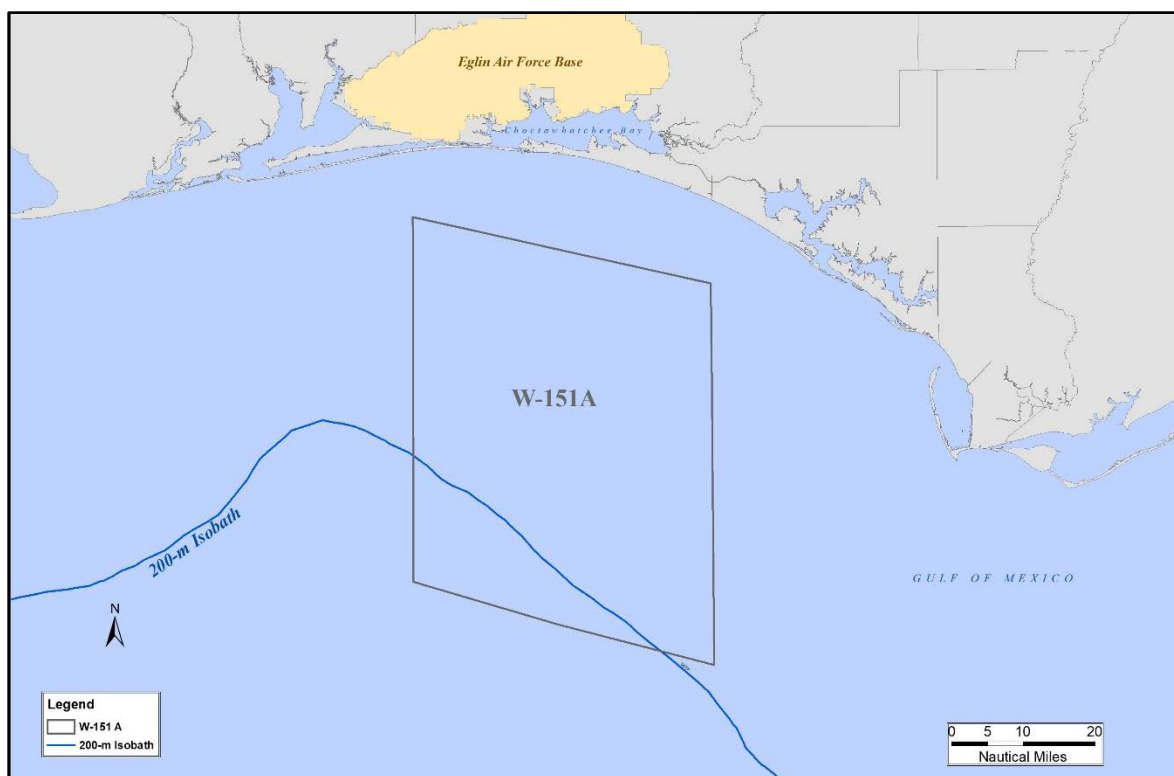 Eglin Air Force Base
Choctawhatchee Bay
W-151A
200-m Isobath
GULF OF MEXICO
N
Legend
W-151 A
200-m Isobath
0 5 10 20
Nautical Miles